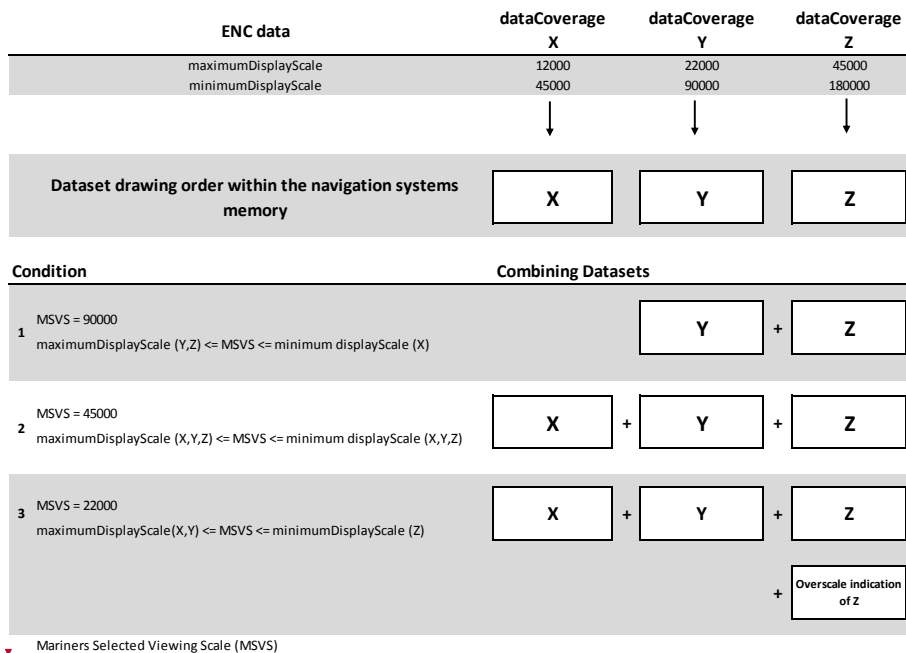 ENC data dataCoverage X dataCoverage Y dataCoverage Z
maximumDisplayScale 12000 22000 45000
minimumDisplayScale 45000 90000 180000
Dataset drawing order within the navigation systems
memory
X Y Z
Condition Combining Datasets
1 MSVS = 90000
maximumDisplayScale (Y,Z) <= MSVS <= minimum displayScale (X)
Y + Z
2 MSVS = 45000
maximumDisplayScale (X,Y,Z) <= MSVS <= minimum displayScale (X,Y,Z)
X + Y + Z
3 MSVS = 22000
maximumDisplayScale(X,Y) <= MSVS <= minimumDisplayScale (Z)
X + Y + Z
+ Overscale indication
of Z
Mariners Selected Viewing Scale (MSVS)